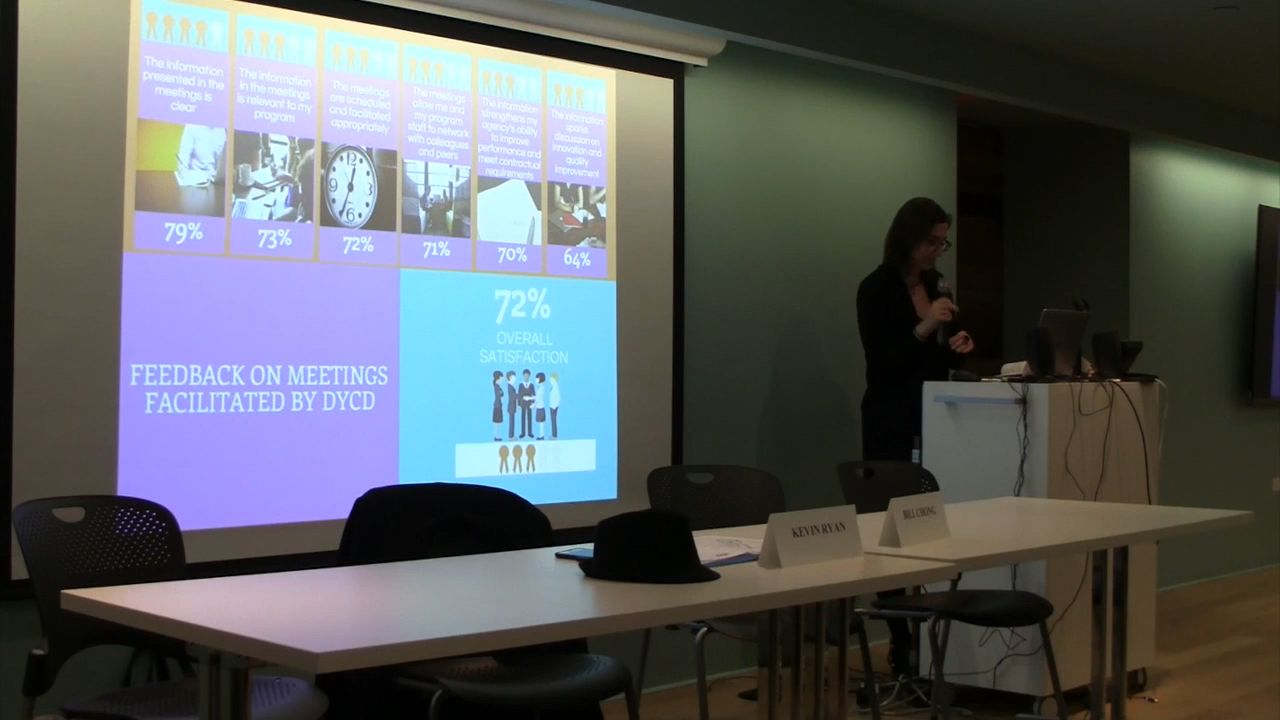 The information
presented in the
meetings is
clear
79%
The information
in the meetings
is relevant to my
program
73%
The meetings
are scheduled
and facilitated
appropriately
72%
The meetings
allow me and
my program
staff to network
with colleagues
and peers
71%
The information
strengthens my
agency's ability
to improve
performance and
meet contractual
requirements
70%
The information
sparks
discussion on
innovation and
quality
improvement
64%
FEEDBACK ON MEETINGS
FACILITATED BY DYCD
72%
OVERALL
SATISFACTION
KEVIN RYAN
BILL CHONG